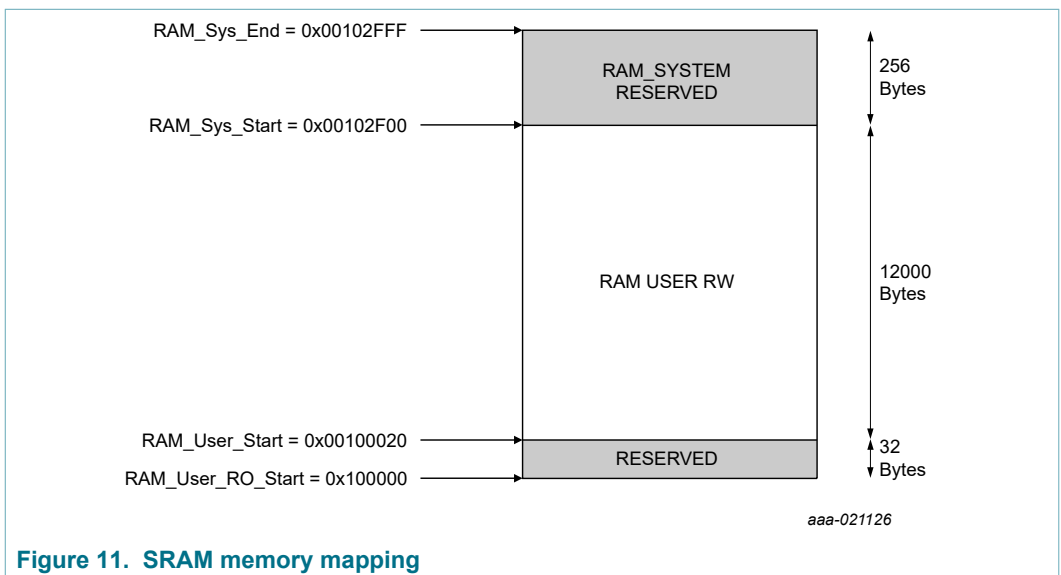 RAM_Sys_End = 0x00102FFF
RAM_SYSTEM
RESERVED
256
Bytes
RAM_Sys_Start = 0x00102F00
RAM USER RW
12000
Bytes
RAM_User_Start = 0x00100020
RESERVED
32
Bytes
RAM_User_RO_Start = 0x100000
aaa-021126
Figure 11. SRAM memory mapping